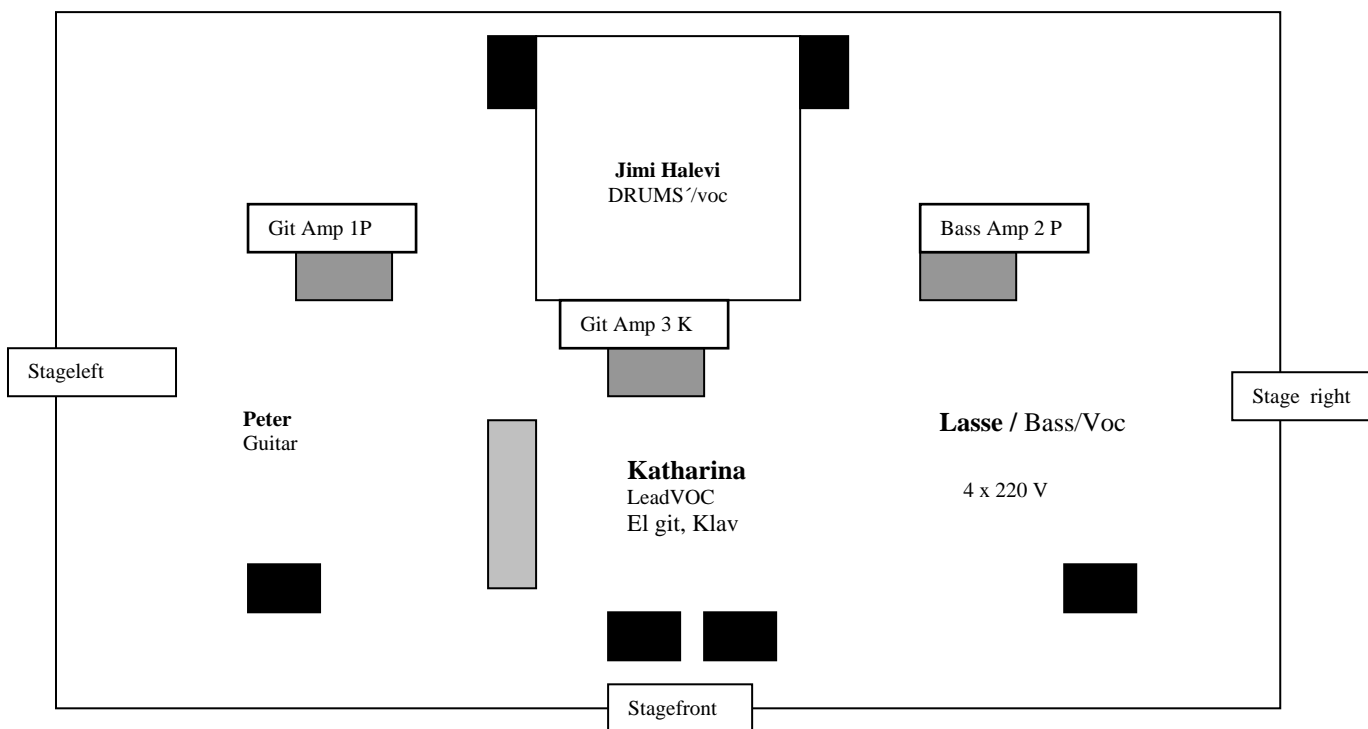 Jimi Halevi
DRUMS´/voc
Git Amp 1P
Bass Amp 2 P
Git Amp 3 K
Stageleft
Stage right
Peter
Guitar
Lasse / Bass/Voc
Katharina
LeadVOC
El git, Klav
4 x 220 V
Stagefront